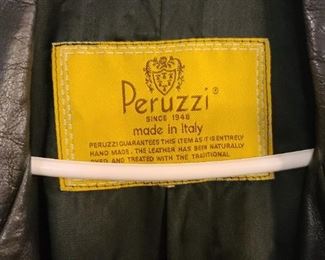 Peruzzi®
SINCE 1948
made in Italy
PERUZZI GUARANTEES THIS ITEM AS IT IS ENTIRELY
HAND MADE. THE LEATHER HAS BEEN NATURALLY
AND TREATED WITH THE TRADITIONAL